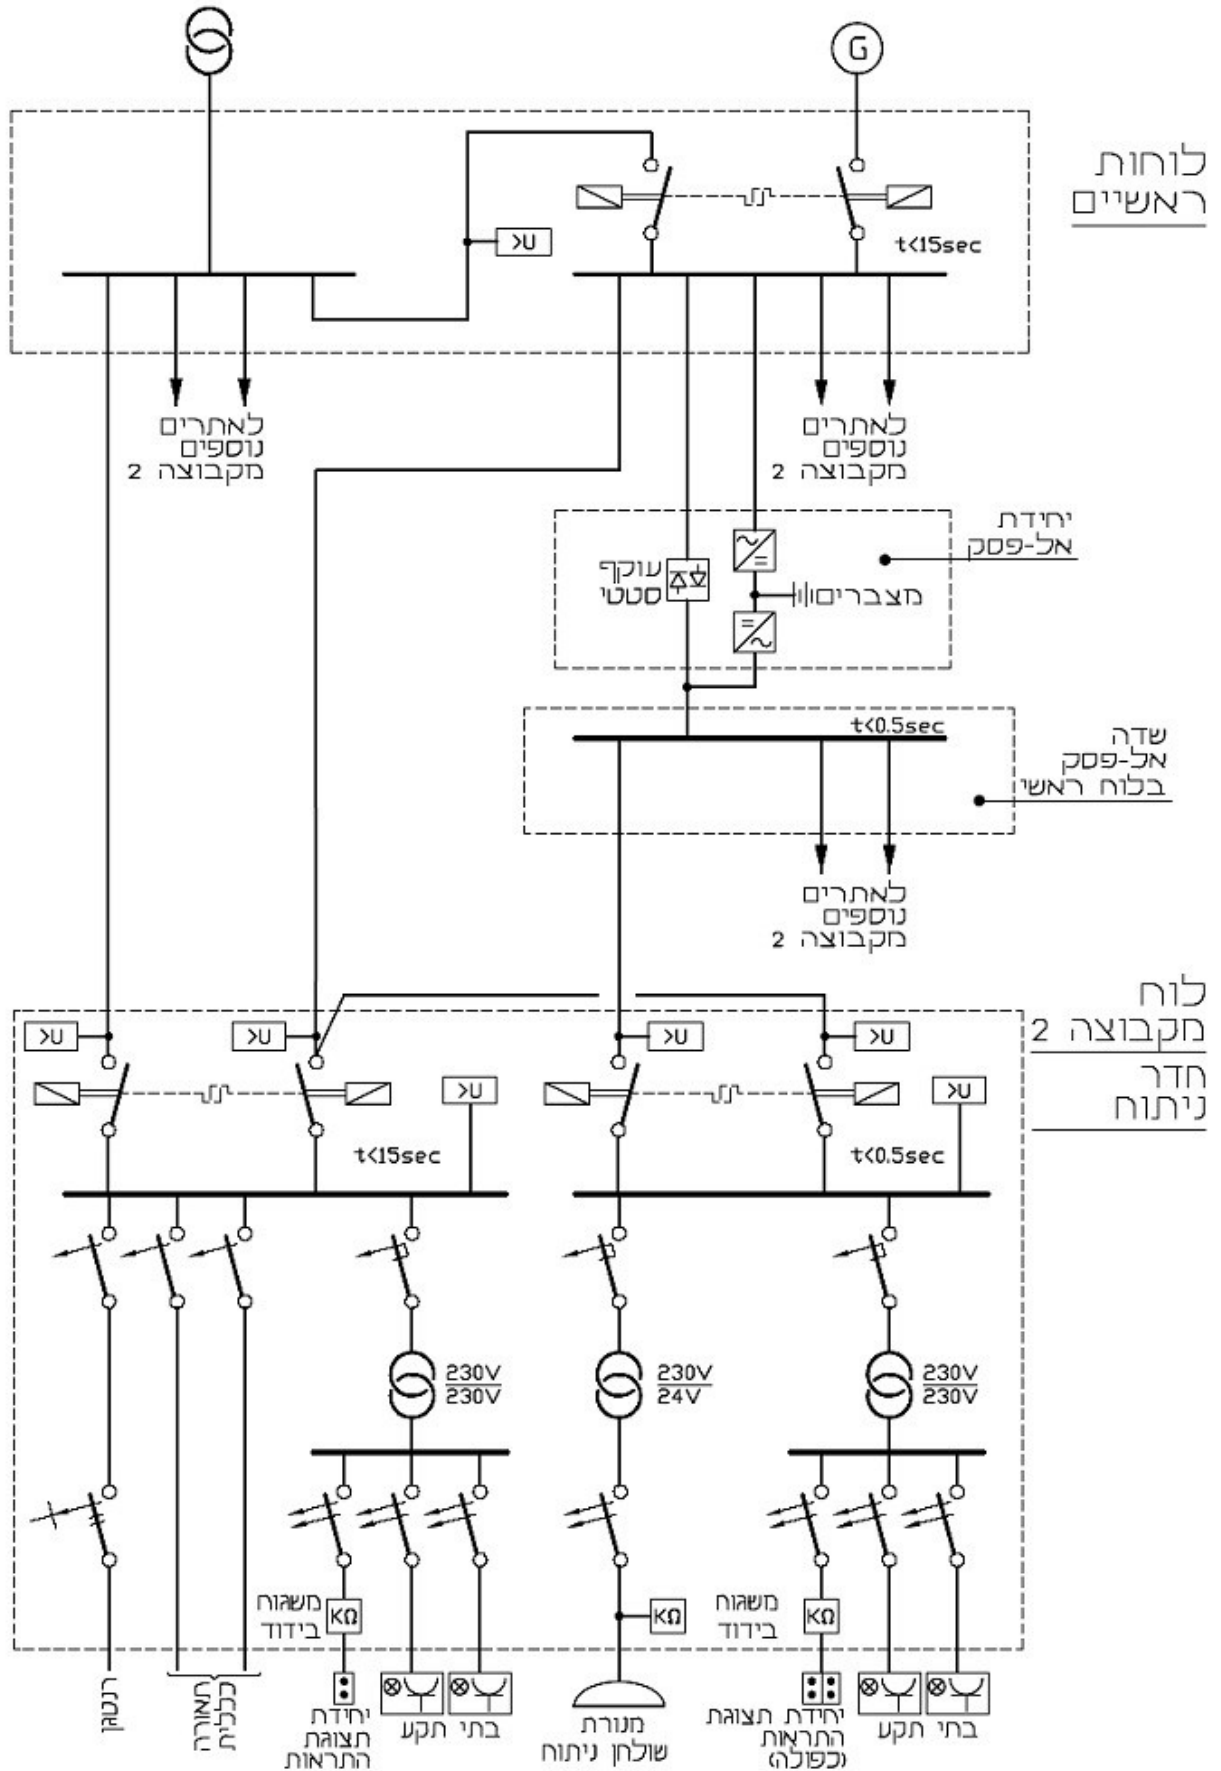 G
לוחות
ראשיים
>U
t<15sec
לאתרים
נוספים
מקבוצה 2
לאתרים
נוספים
מקבוצה 2
יחידת
אל-פסק
עוקף
סטטי
מצברים
t<0.5sec
שדה
אל-פסק
בלוח ראשי
לאתרים
נוספים
מקבוצה 2
לוח
מקבוצה 2
חדר
ניתוח
>U
>U
>U
>U
>U
>U
t<15sec
t<0.5sec
230V
230V
230V
24V
230V
230V
משגוח
בידוד
KΩ
KΩ
משגוח
בידוד
KΩ
רנטגן
תאורה
כללית
יחידת
תצוגת
התראות
בתי תקע
מנורת
שולחן ניתוח
יחידת תצוגת
התראות
(כפולה)
בתי תקע